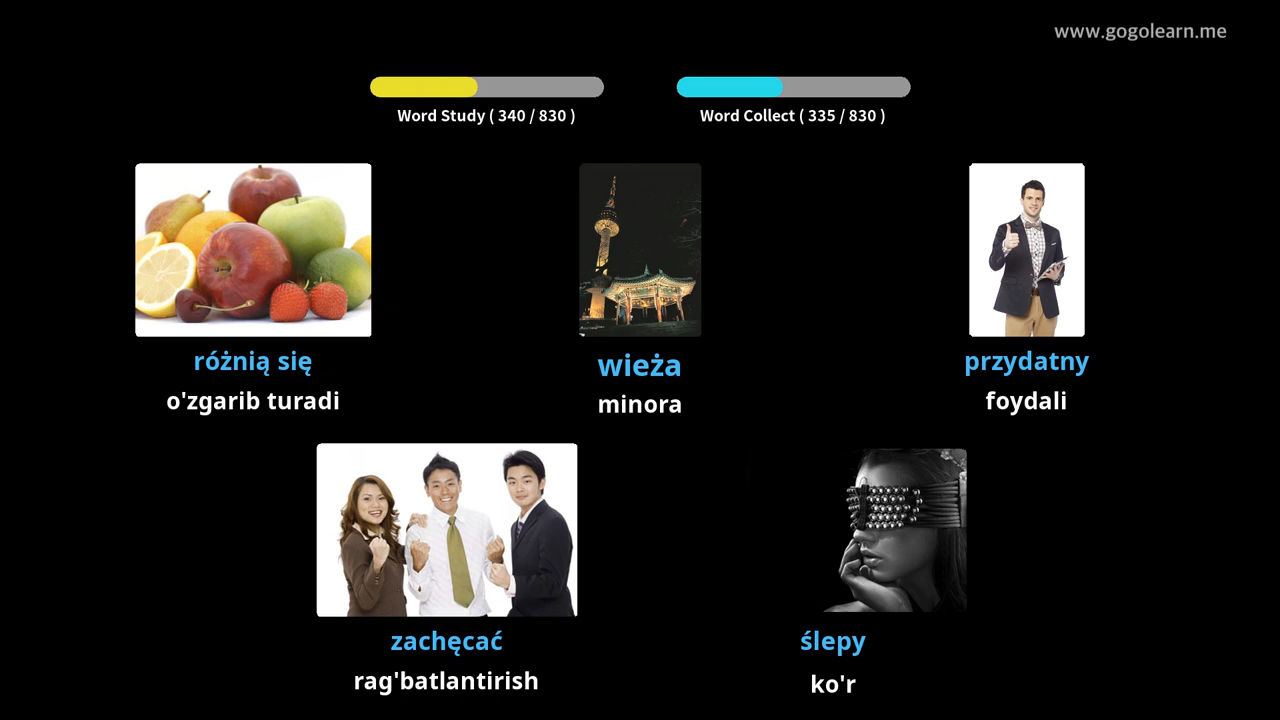 www.gogolearn.me
Word Study ( 340 / 830 )
Word Collect ( 335 / 830 )
różnią się
o'zgarib turadi
wieża
minora
przydatny
foydali
zachęcać
rag'batlantirish
ślepy
ko'r